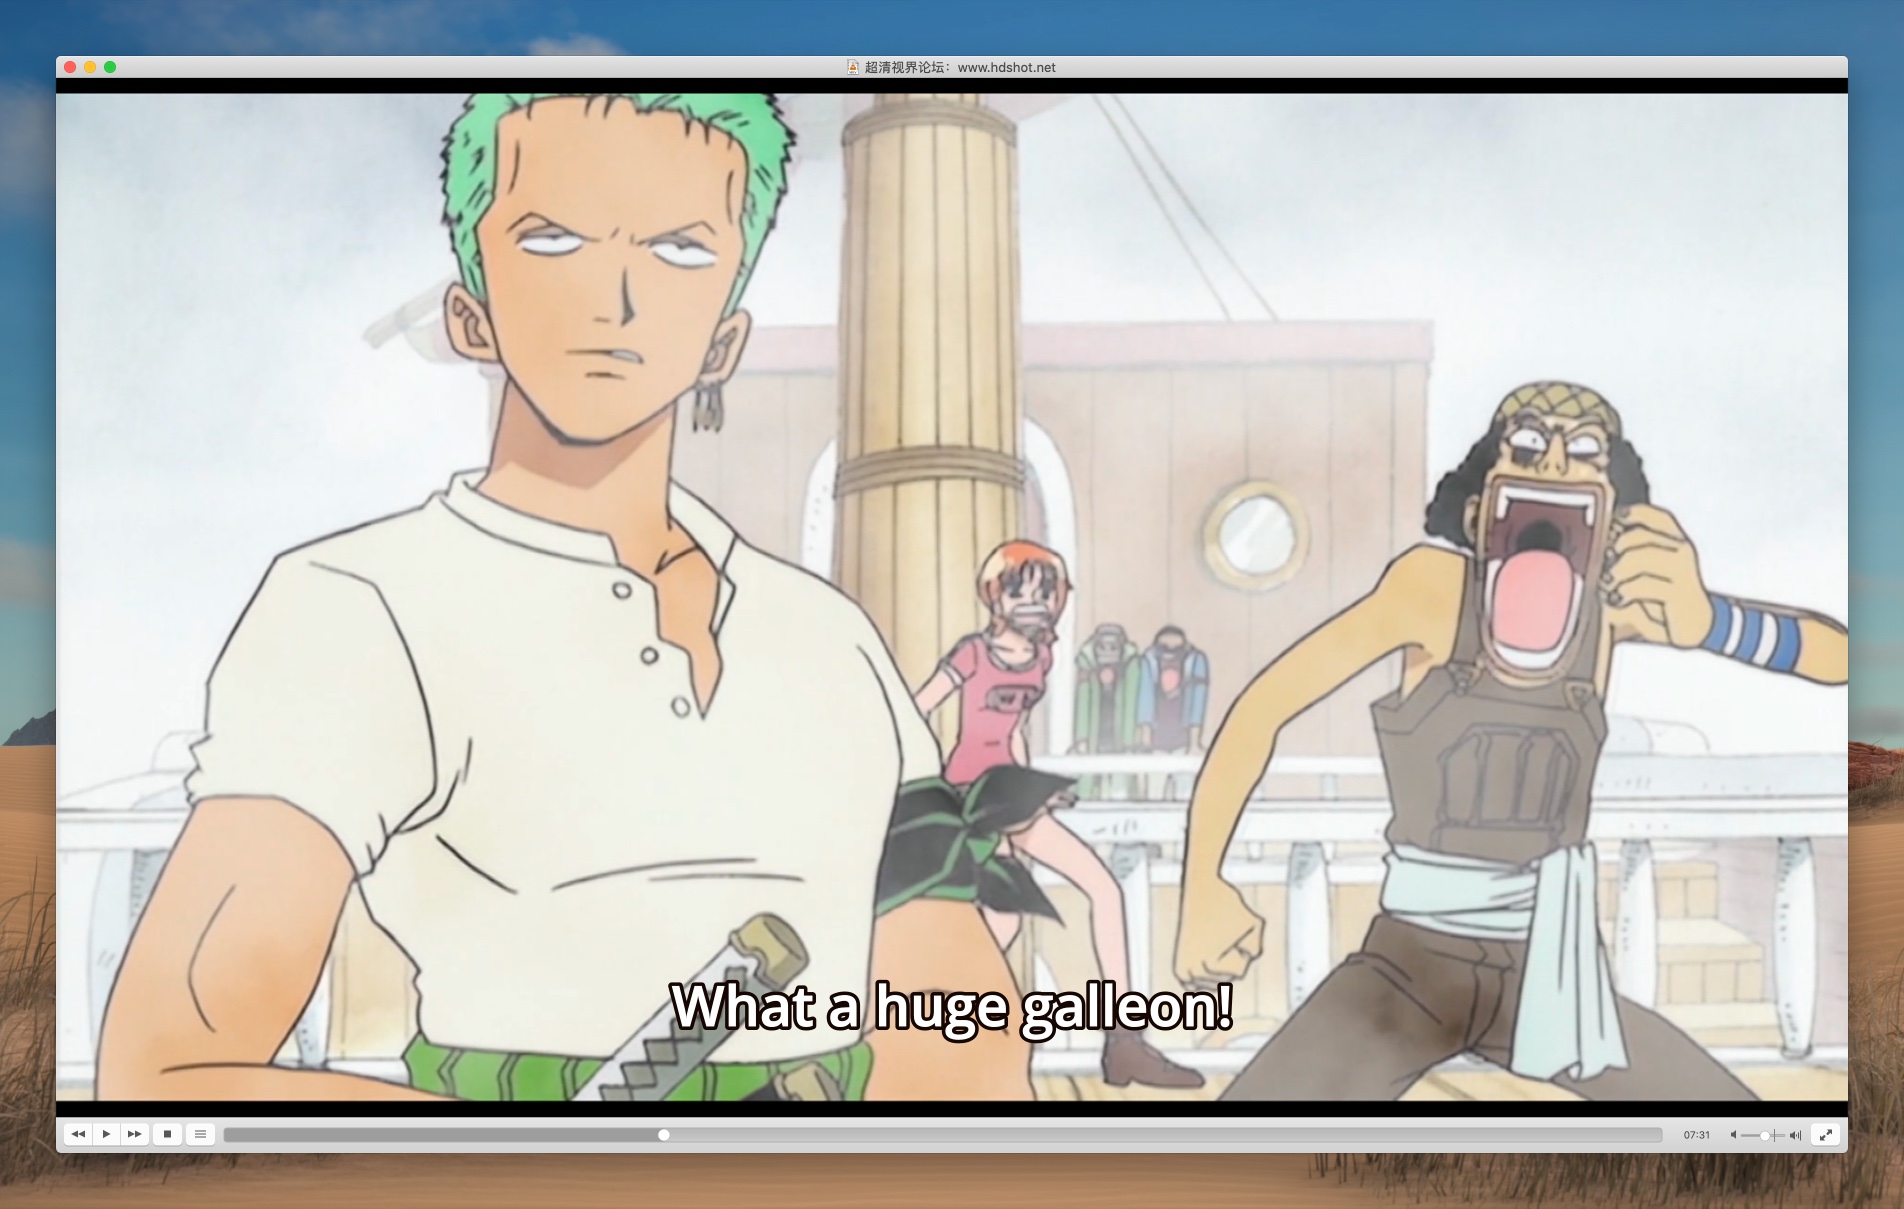 超清视界论坛：www.hdshot.net
What a huge galleon!
07:31